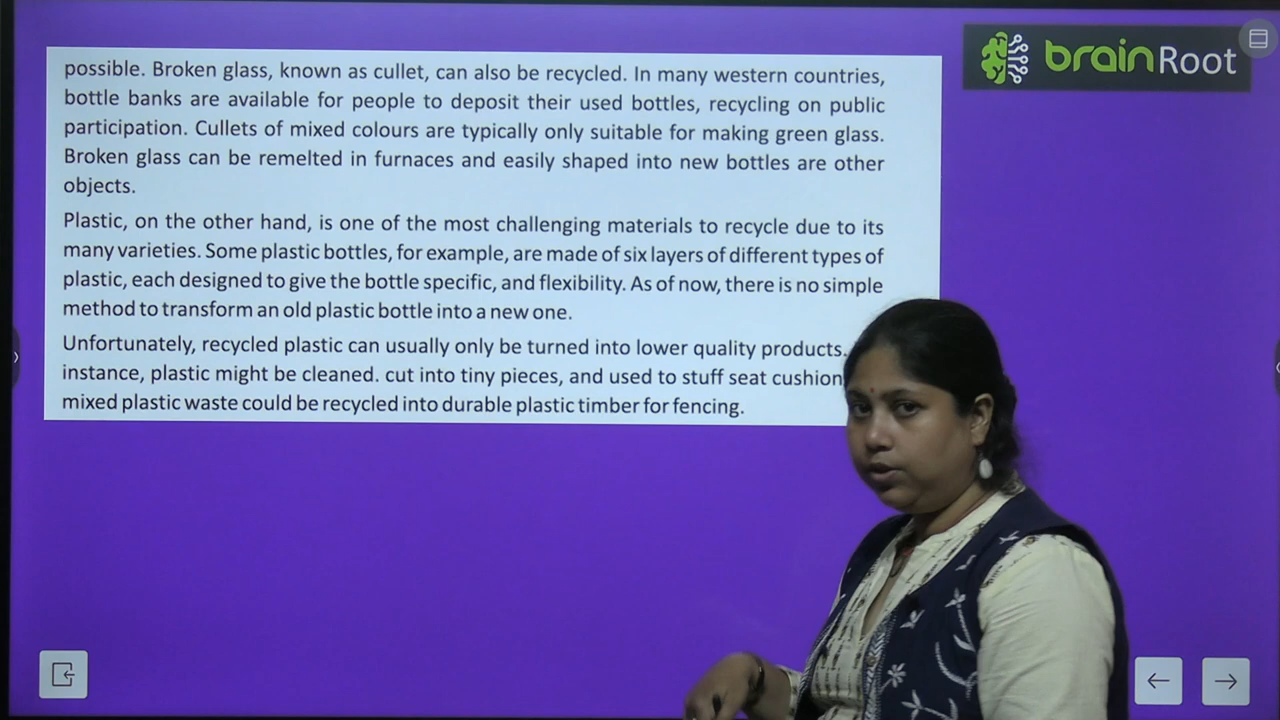 brainRoot
possible. Broken glass, known as cullet, can also be recycled. In many western countries,
bottle banks are available for people to deposit their used bottles, recycling on public
participation. Cullets of mixed colours are typically only suitable for making green glass.
Broken glass can be remelted in furnaces and easily shaped into new bottles are other
objects.
Plastic, on the other hand, is one of the most challenging materials to recycle due to its
many varieties. Some plastic bottles, for example, are made of six layers of different types of
plastic, each designed to give the bottle specific, and flexibility. As of now, there is no simple
method to transform an old plastic bottle into a new one.
Unfortunately, recycled plastic can usually only be turned into lower quality products.
instance, plastic might be cleaned. cut into tiny pieces, and used to stuff seat cushion
mixed plastic waste could be recycled into durable plastic timber for fencing.